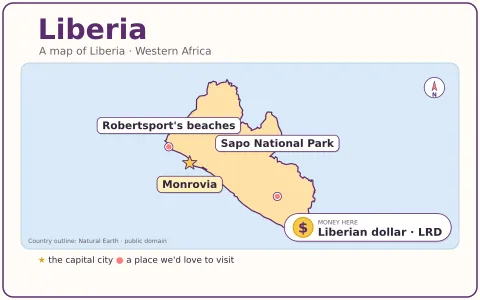 Liberia
A map of Liberia · Western Africa
N
Robertsport's beaches
Sapo National Park
Monrovia
$
MONEY HERE
Liberian dollar · LRD
Country outline: Natural Earth · public domain
★ the capital city ● a place we'd love to visit